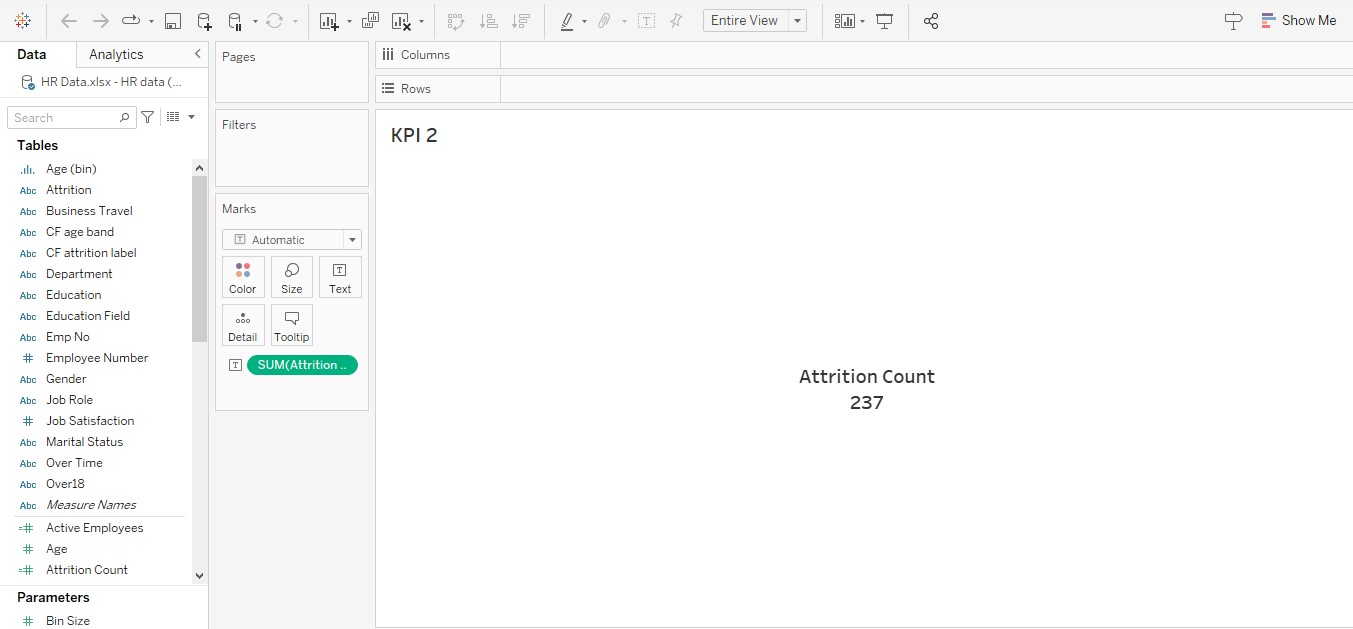 Entire View
Show Me
Data
Analytics
HR Data.xlsx - HR data (...
Search
Tables
Age (bin)
Abc Attrition
Abc Business Travel
Abc CF age band
Abc CF attrition label
Abc Department
Abc Education
Abc Education Field
Abc Emp No
# Employee Number
Abc Gender
Abc Job Role
# Job Satisfaction
Abc Marital Status
Abc Over Time
Abc Over18
Abc Measure Names
=# Active Employees
# Age
=# Attrition Count
Parameters
# Bin Size
Pages
Filters
Marks
T Automatic
Color
Size
T Text
Detail
Tooltip
T SUM(Attrition ..
Columns
Rows
KPI 2
Attrition Count
237